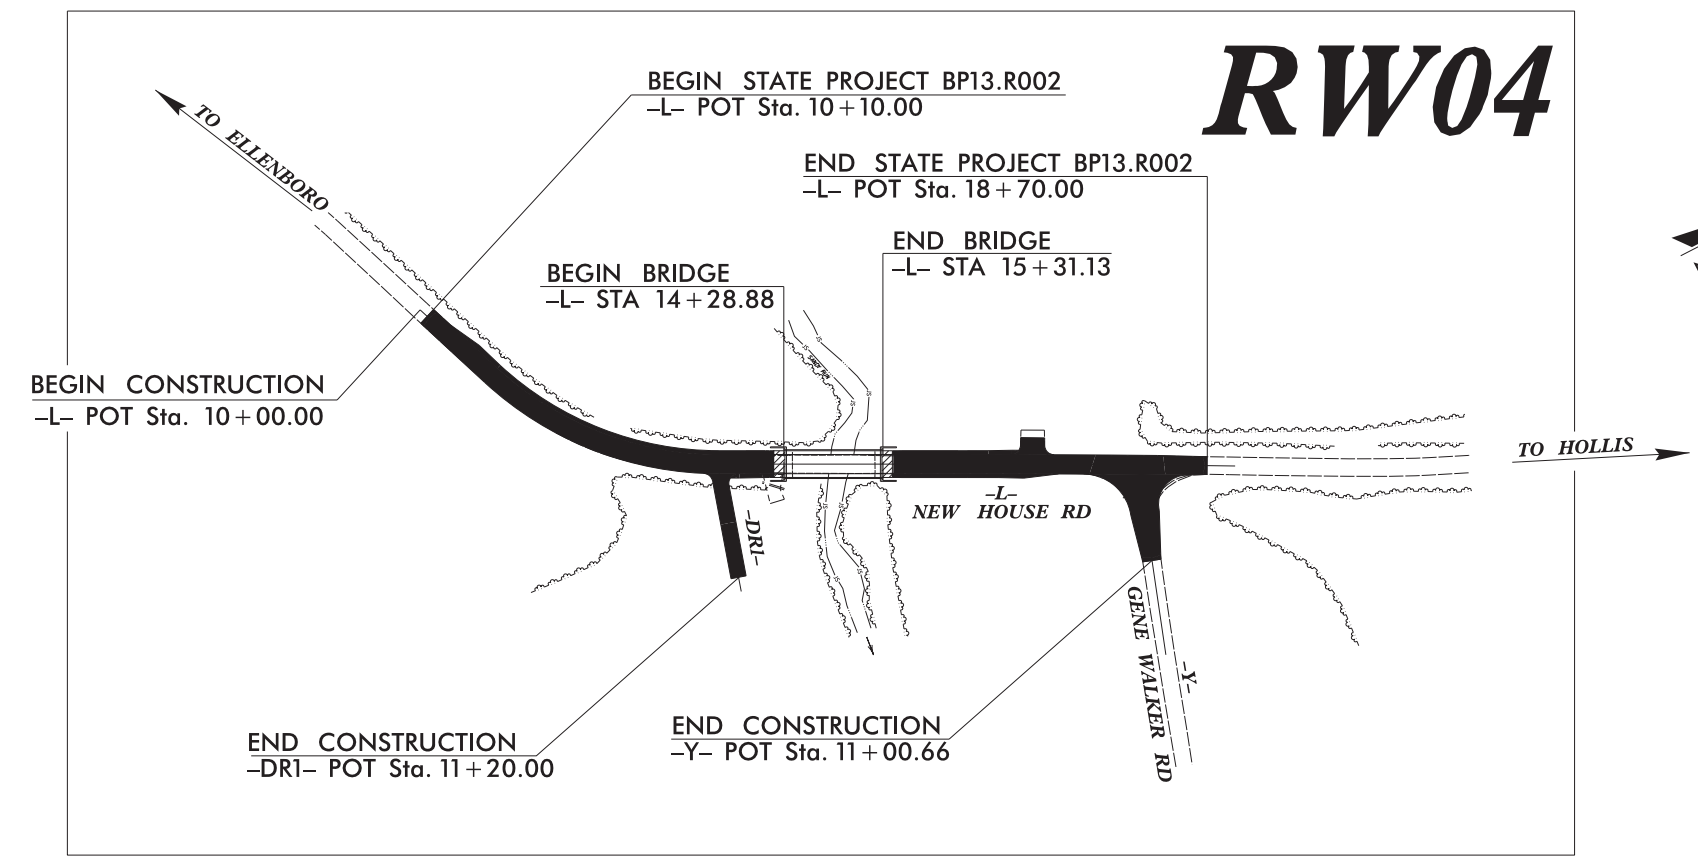 RW04
BEGIN STATE PROJECT BP13.R002
–L– POT Sta. 10+10.00
TO ELLENBORO
END STATE PROJECT BP13.R002
–L– POT Sta. 18+70.00
END BRIDGE
–L– STA 15+31.13
BEGIN BRIDGE
–L– STA 14+28.88
BEGIN CONSTRUCTION
–L– POT Sta. 10+00.00
TO HOLLIS
–L–
NEW HOUSE RD
–DR1–
GENE WALKER RD
–Y–
END CONSTRUCTION
–DR1– POT Sta. 11+20.00
END CONSTRUCTION
–Y– POT Sta. 11+00.66